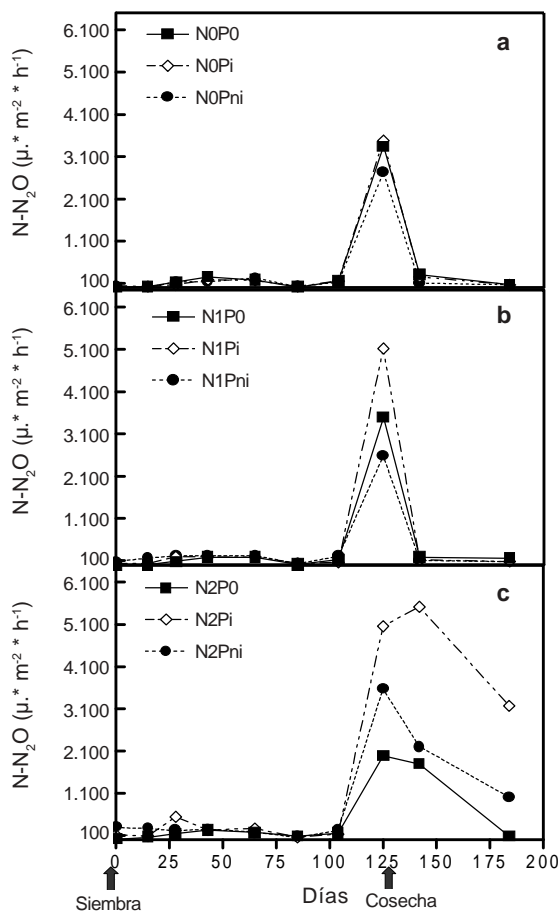 a
6.100
5.100
4.100
3.100
2.100
1.100
100
N-N₂O (µ.* m⁻² * h⁻¹)
N0P0
N0Pi
N0Pni
b
6.100
5.100
4.100
3.100
2.100
1.100
100
N-N₂O (µ.* m⁻² * h⁻¹)
N1P0
N1Pi
N1Pni
c
6.100
5.100
4.100
3.100
2.100
1.100
100
N-N₂O (µ.* m⁻² * h⁻¹)
N2P0
N2Pi
N2Pni
0 25 50 75 100 125 150 175 200
Siembra Días Cosecha